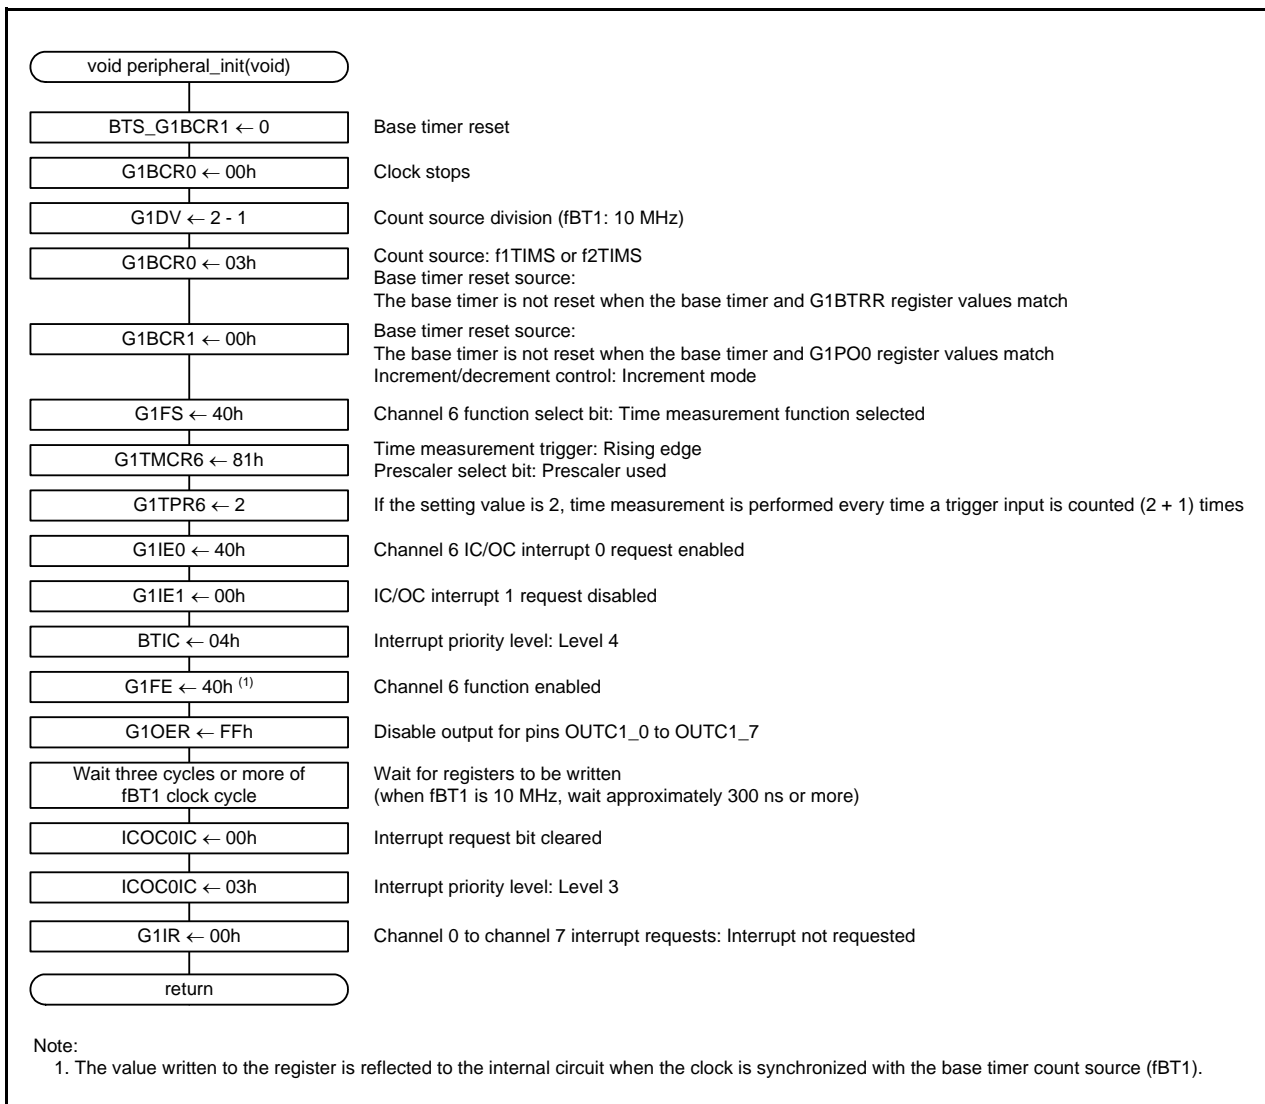 void peripheral_init(void)
BTS_G1BCR1 ← 0
Base timer reset
G1BCR0 ← 00h
Clock stops
G1DV ← 2 - 1
Count source division (fBT1: 10 MHz)
G1BCR0 ← 03h
Count source: f1TIMS or f2TIMS
Base timer reset source:
The base timer is not reset when the base timer and G1BTRR register values match
G1BCR1 ← 00h
Base timer reset source:
The base timer is not reset when the base timer and G1PO0 register values match
Increment/decrement control: Increment mode
G1FS ← 40h
Channel 6 function select bit: Time measurement function selected
G1TMCR6 ← 81h
Time measurement trigger: Rising edge
Prescaler select bit: Prescaler used
G1TPR6 ← 2
If the setting value is 2, time measurement is performed every time a trigger input is counted (2 + 1) times
G1IE0 ← 40h
Channel 6 IC/OC interrupt 0 request enabled
G1IE1 ← 00h
IC/OC interrupt 1 request disabled
BTIC ← 04h
Interrupt priority level: Level 4
G1FE ← 40h (1)
Channel 6 function enabled
G1OER ← FFh
Disable output for pins OUTC1_0 to OUTC1_7
Wait three cycles or more of
fBT1 clock cycle
Wait for registers to be written
(when fBT1 is 10 MHz, wait approximately 300 ns or more)
ICOC0IC ← 00h
Interrupt request bit cleared
ICOC0IC ← 03h
Interrupt priority level: Level 3
G1IR ← 00h
Channel 0 to channel 7 interrupt requests: Interrupt not requested
return
Note:
1. The value written to the register is reflected to the internal circuit when the clock is synchronized with the base timer count source (fBT1).